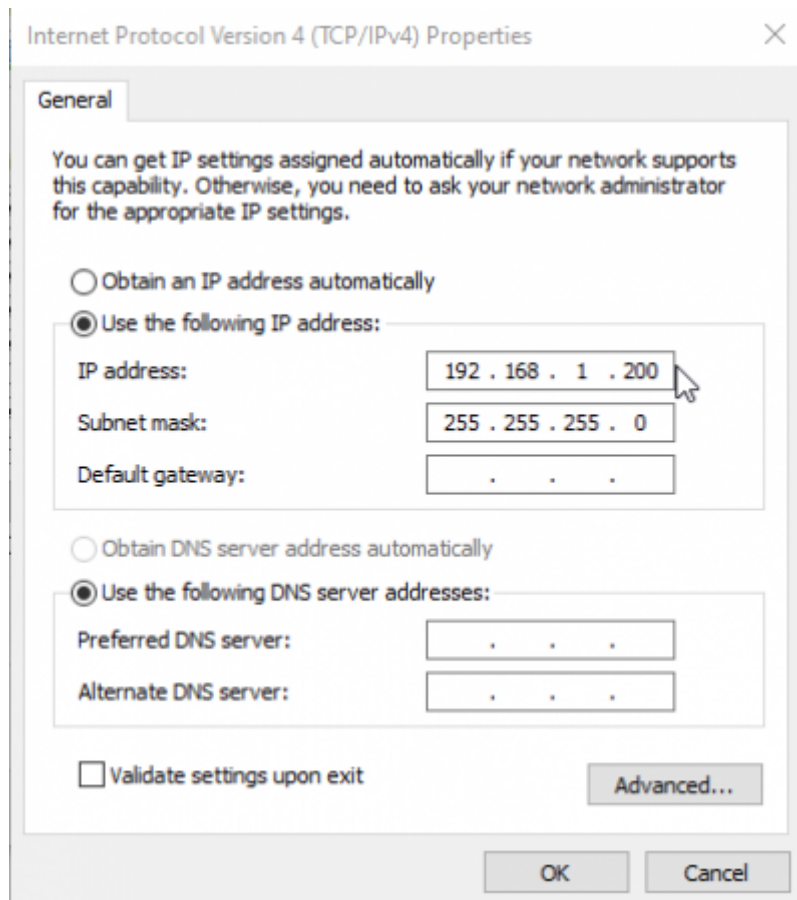 Internet Protocol Version 4 (TCP/IPv4) Properties
General
You can get IP settings assigned automatically if your network supports
this capability. Otherwise, you need to ask your network administrator
for the appropriate IP settings.
Obtain an IP address automatically
Use the following IP address:
IP address: 192 . 168 . 1 . 200
Subnet mask: 255 . 255 . 255 . 0
Default gateway: . . .
Obtain DNS server address automatically
Use the following DNS server addresses:
Preferred DNS server: . . .
Alternate DNS server: . . .
Validate settings upon exit
Advanced...
OK Cancel